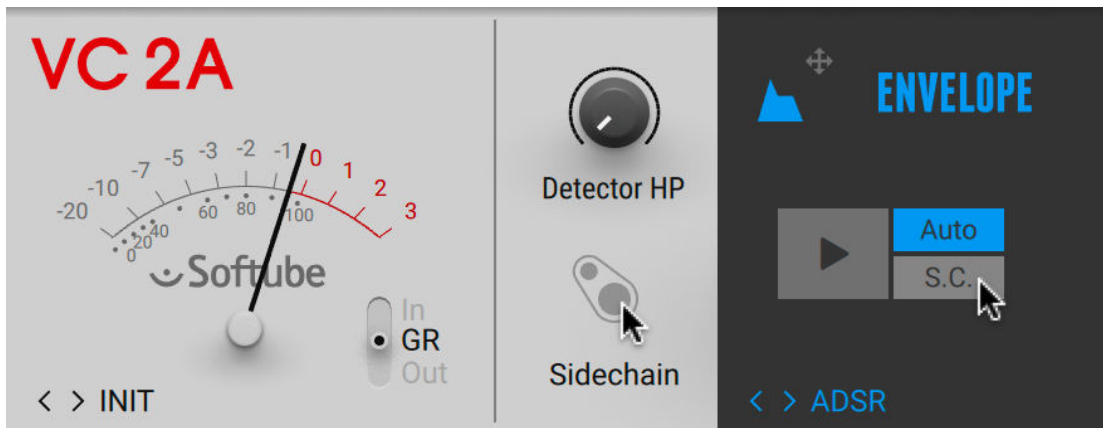 VC 2A
-20 -10 -7 -5 -3 -2 -1 0 1 2 3
0 20 40 60 80 100
Softube
In
GR
Out
< > INIT
Detector HP
Sidechain
ENVELOPE
Auto
S.C.
< > ADSR